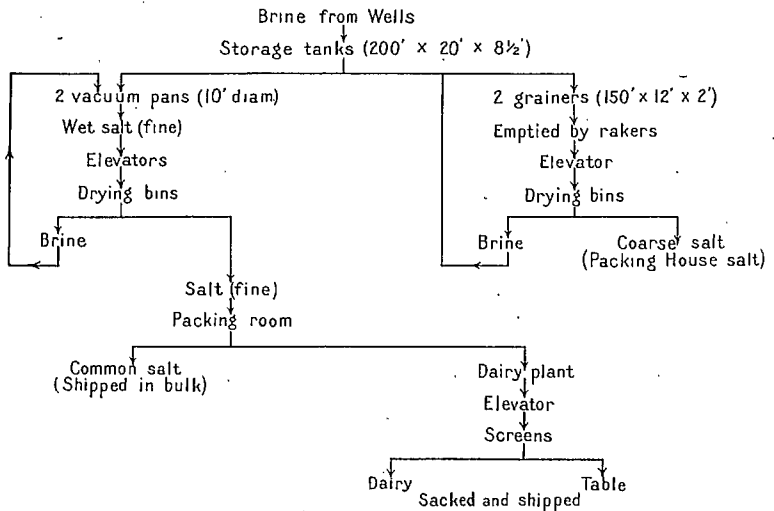 Brine from Wells
Storage tanks (200' × 20' × 8½')
2 vacuum pans (10' diam)
2 grainers (150' x 12' x 2')
Wet salt (fine)
Emptied by rakers
Elevators
Elevator
Drying bins
Drying bins
Brine
Brine
Coarse salt
(Packing House salt)
Salt (fine)
Packing room
Common salt
(Shipped in bulk)
Dairy plant
Elevator
Screens
Dairy
Table
Sacked and shipped